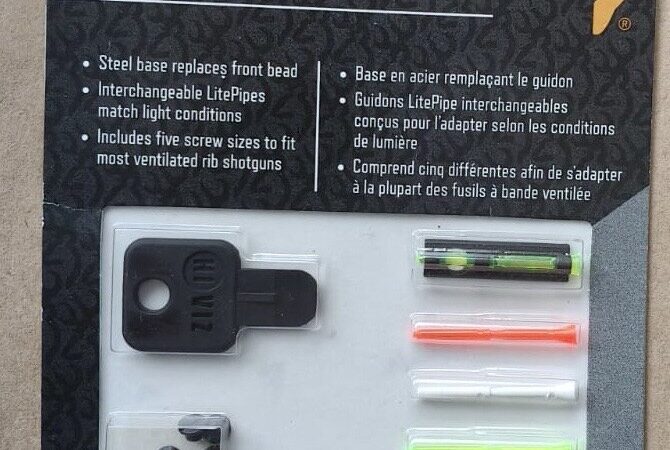 ®
• Steel base replaces front bead
• Interchangeable LitePipes
match light conditions
• Includes five screw sizes to fit
most ventilated rib shotguns
• Base en acier remplaçant le guidon
• Guidons LitePipe interchangeables
conçus pour l'adapter selon les conditions
de lumière
• Comprend cinq différentes afin de s'adapter
à la plupart des fusils à bande ventilée
HI VIZ